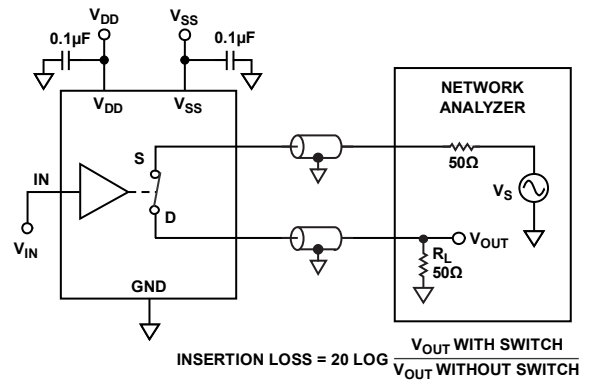 VDD
VSS
0.1µF
0.1µF
VDD
VSS
NETWORK
ANALYZER
S
50Ω
IN
VS
D
VOUT
VIN
RL
50Ω
GND
INSERTION LOSS = 20 LOG VOUT WITH SWITCH
VOUT WITHOUT SWITCH